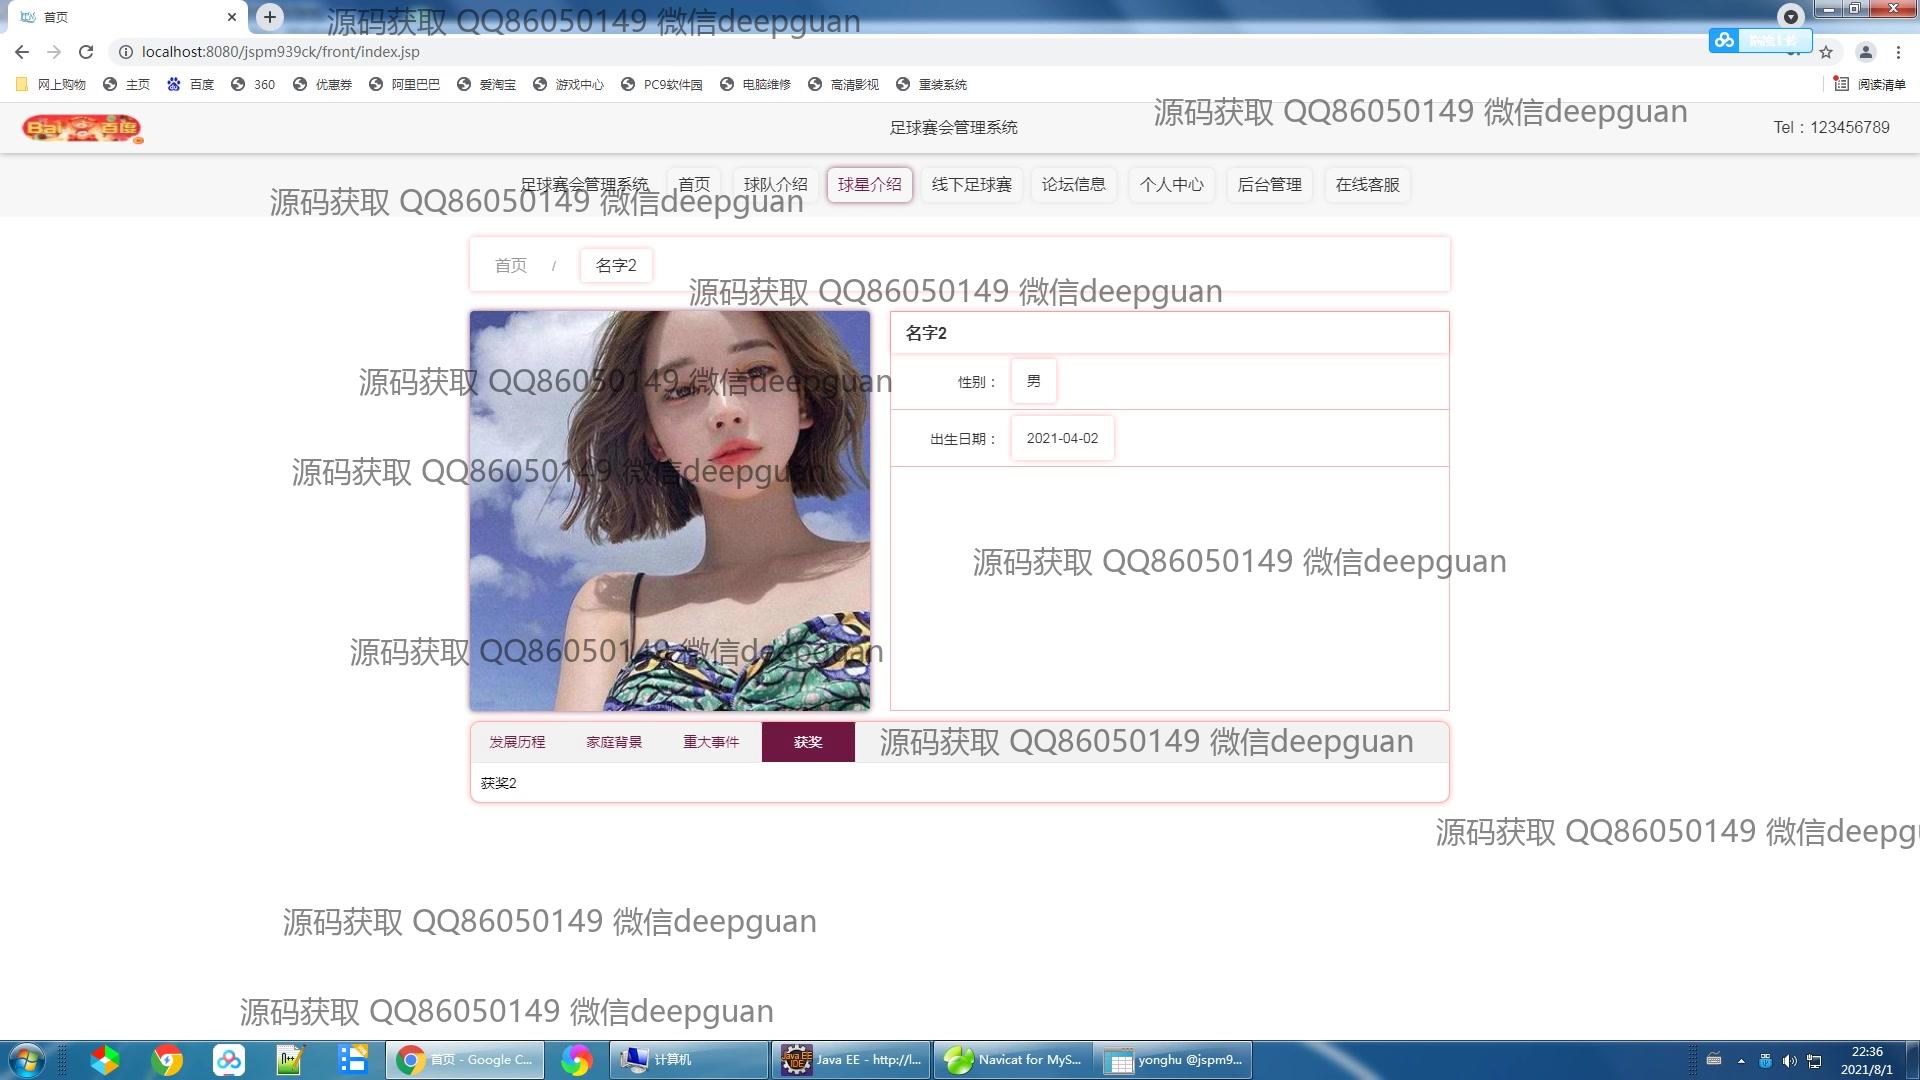 首页
源码获取 QQ86050149 微信deepguan
localhost:8080/jspm939ck/front/index.jsp
网上购物 主页 百度 360 优惠券 阿里巴巴 爱淘宝 游戏中心 PC9软件园 电脑维修 高清影视 重装系统 阅读清单
源码获取 QQ86050149 微信deepguan
Bai 百度 足球赛会管理系统 Tel：123456789
足球赛会管理系统 首页 球队介绍 球星介绍 线下足球赛 论坛信息 个人中心 后台管理 在线客服
源码获取 QQ86050149 微信deepguan
首页 / 名字2
源码获取 QQ86050149 微信deepguan
名字2
性别： 男
源码获取 QQ86050149 微信deepguan
出生日期： 2021-04-02
源码获取 QQ86050149 微信deepguan
源码获取 QQ86050149 微信deepguan
源码获取 QQ86050149 微信deepguan
发展历程 家庭背景 重大事件 获奖
源码获取 QQ86050149 微信deepguan
获奖2
源码获取 QQ86050149 微信deepg
源码获取 QQ86050149 微信deepguan
源码获取 QQ86050149 微信deepguan
首页 - Google C... 计算机 Java EE - http://l... Navicat for MyS... yonghu @jspm9...
22:36
2021/8/1